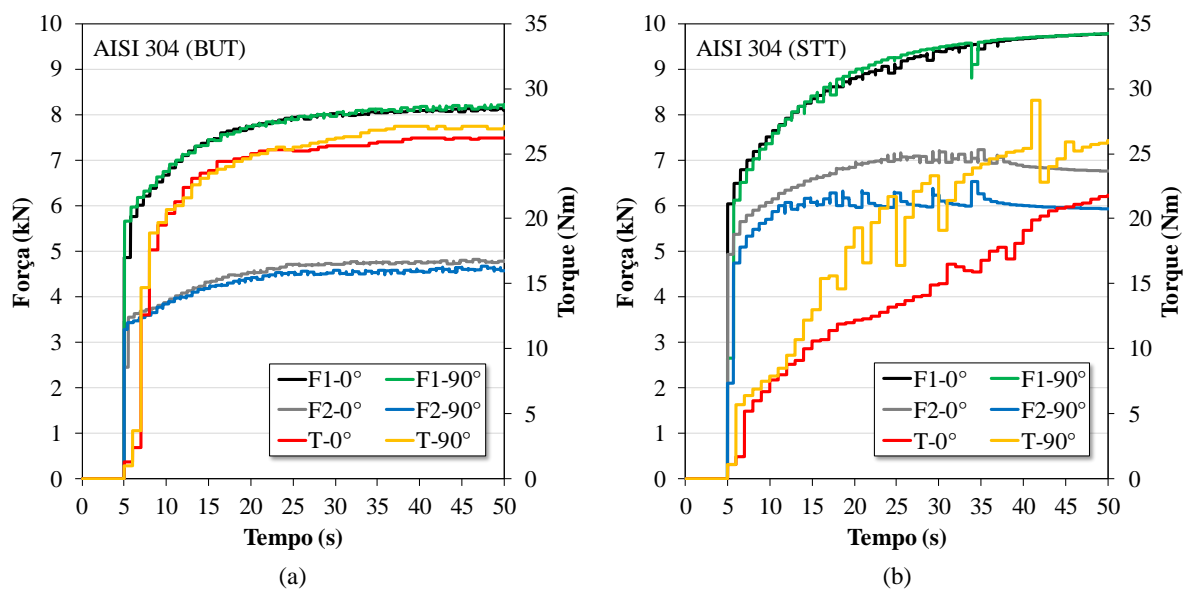 AISI 304 (BUT)
Força (kN)
10
9
8
7
6
5
4
3
2
1
0
35
30
25
20
15
10
5
0
Torque (Nm)
F1-0° F1-90°
F2-0° F2-90°
T-0° T-90°
0 5 10 15 20 25 30 35 40 45 50
Tempo (s)
(a)
AISI 304 (STT)
Força (kN)
10
9
8
7
6
5
4
3
2
1
0
35
30
25
20
15
10
5
0
Torque (Nm)
F1-0° F1-90°
F2-0° F2-90°
T-0° T-90°
0 5 10 15 20 25 30 35 40 45 50
Tempo (s)
(b)